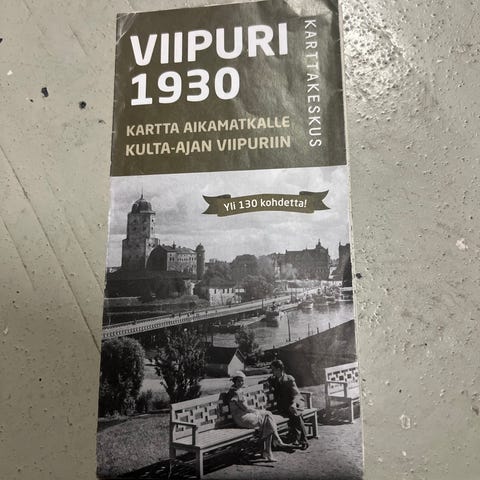 VIIPURI
1930
KARTTAKESKUS
KARTTA AIKAMATKALLE
KULTA-AJAN VIIPURIIN
Yli 130 kohdetta!